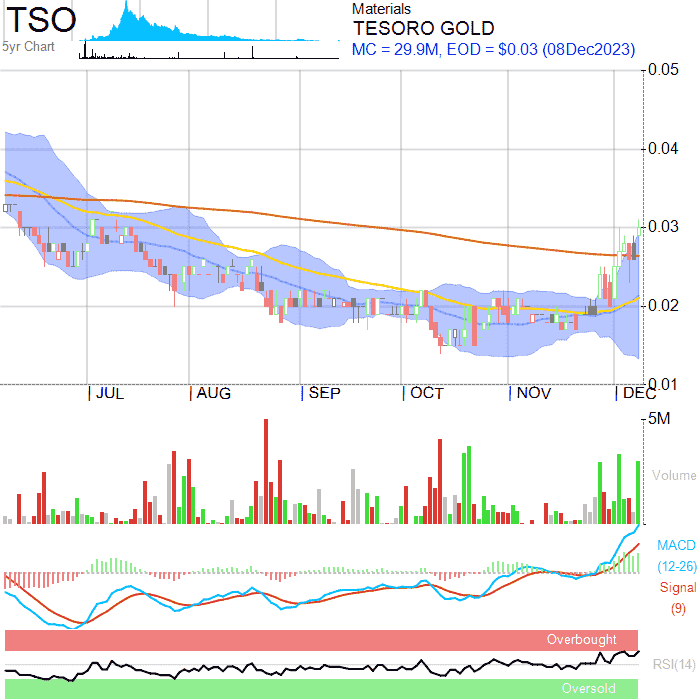 TSO
5yr Chart
Materials
TESORO GOLD
MC = 29.9M, EOD = $0.03 (08Dec2023)
0.05
0.04
0.03
0.02
0.01
JUL AUG SEP OCT NOV DEC
5M
Volume
MACD
(12-26)
Signal
(9)
Overbought
RSI(14)
Oversold